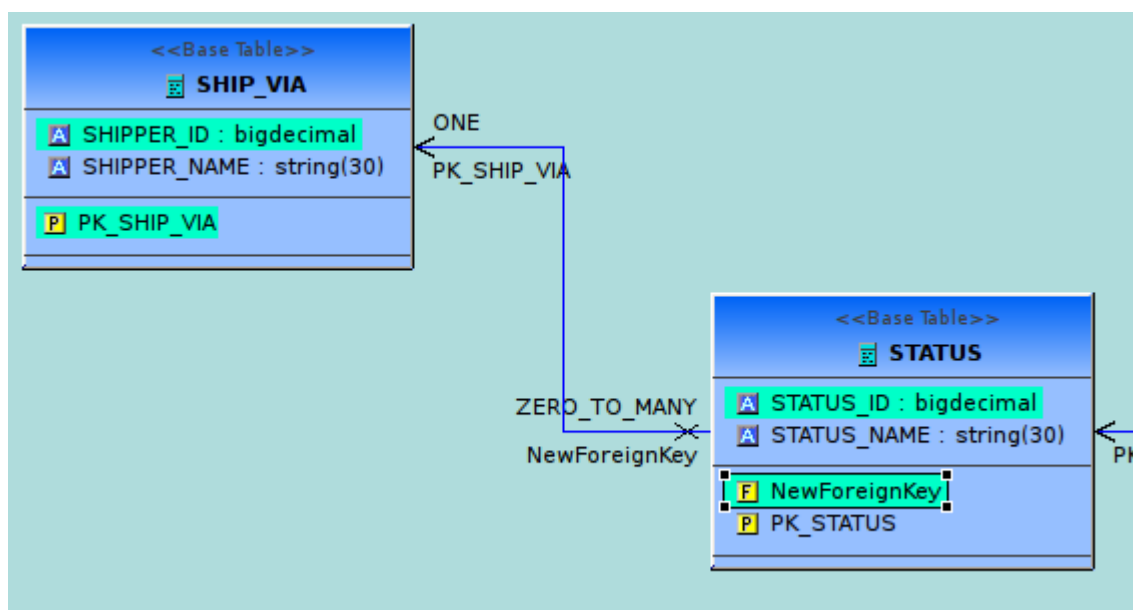 <<Base Table>>
SHIP_VIA
A SHIPPER_ID : bigdecimal
A SHIPPER_NAME : string(30)
P PK_SHIP_VIA
ONE
PK_SHIP_VIA
ZERO_TO_MANY
NewForeignKey
<<Base Table>>
STATUS
A STATUS_ID : bigdecimal
A STATUS_NAME : string(30)
F NewForeignKey
P PK_STATUS
PK